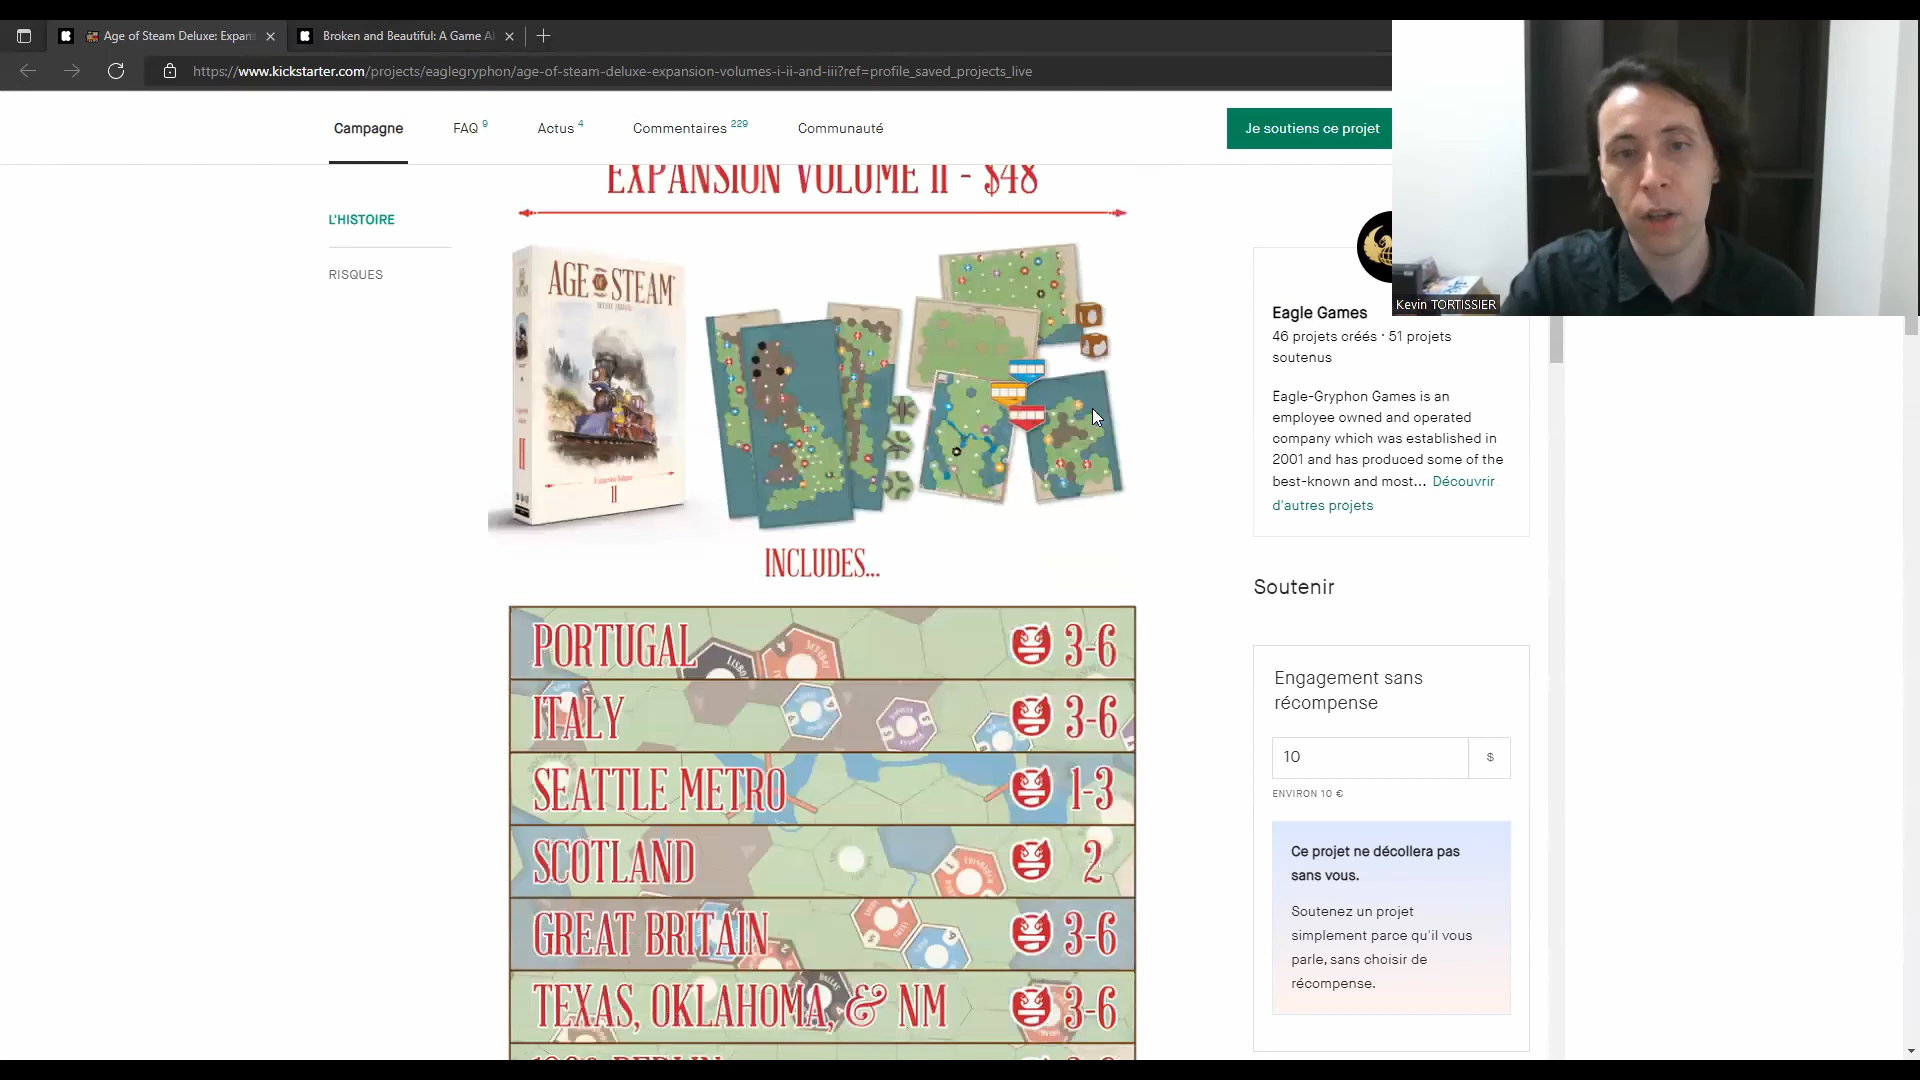 Age of Steam Deluxe: Expan
Broken and Beautiful: A Game A
https://www.kickstarter.com/projects/eaglegryphon/age-of-steam-deluxe-expansion-volumes-i-ii-and-iii?ref=profile_saved_projects_live
Campagne
FAQ 9
Actus 4
Commentaires 229
Communauté
Je soutiens ce projet
Kevin TORTISSIER
L'HISTOIRE
RISQUES
EXPANSION VOLUME II - $48
AGE OF STEAM
Expansion Volume
II
INCLUDES...
PORTUGAL 3-6
ITALY 3-6
SEATTLE METRO 1-3
SCOTLAND 2
GREAT BRITAIN 3-6
TEXAS, OKLAHOMA, & NM 3-6
Eagle Games
46 projets créés · 51 projets
soutenus
Eagle-Gryphon Games is an
employee owned and operated
company which was established in
2001 and has produced some of the
best-known and most... Découvrir
d'autres projets
Soutenir
Engagement sans
récompense
10 $
ENVIRON 10 €
Ce projet ne décollera pas
sans vous.
Soutenez un projet
simplement parce qu'il vous
parle, sans choisir de
récompense.